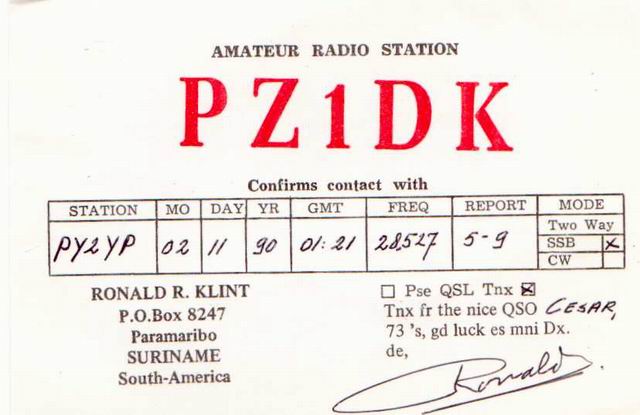 AMATEUR RADIO STATION
PZ1DK
Confirms contact with
STATION MO DAY YR GMT FREQ REPORT MODE
Two Way
PY2YP 02 11 90 01:21 28.527 5-9 SSB X
CW
RONALD R. KLINT
P.O.Box 8247
Paramaribo
SURINAME
South-America
☐ Pse QSL Tnx ☒
Tnx fr the nice QSO CESAR,
73 's, gd luck es mni Dx.
de,
Ronald.